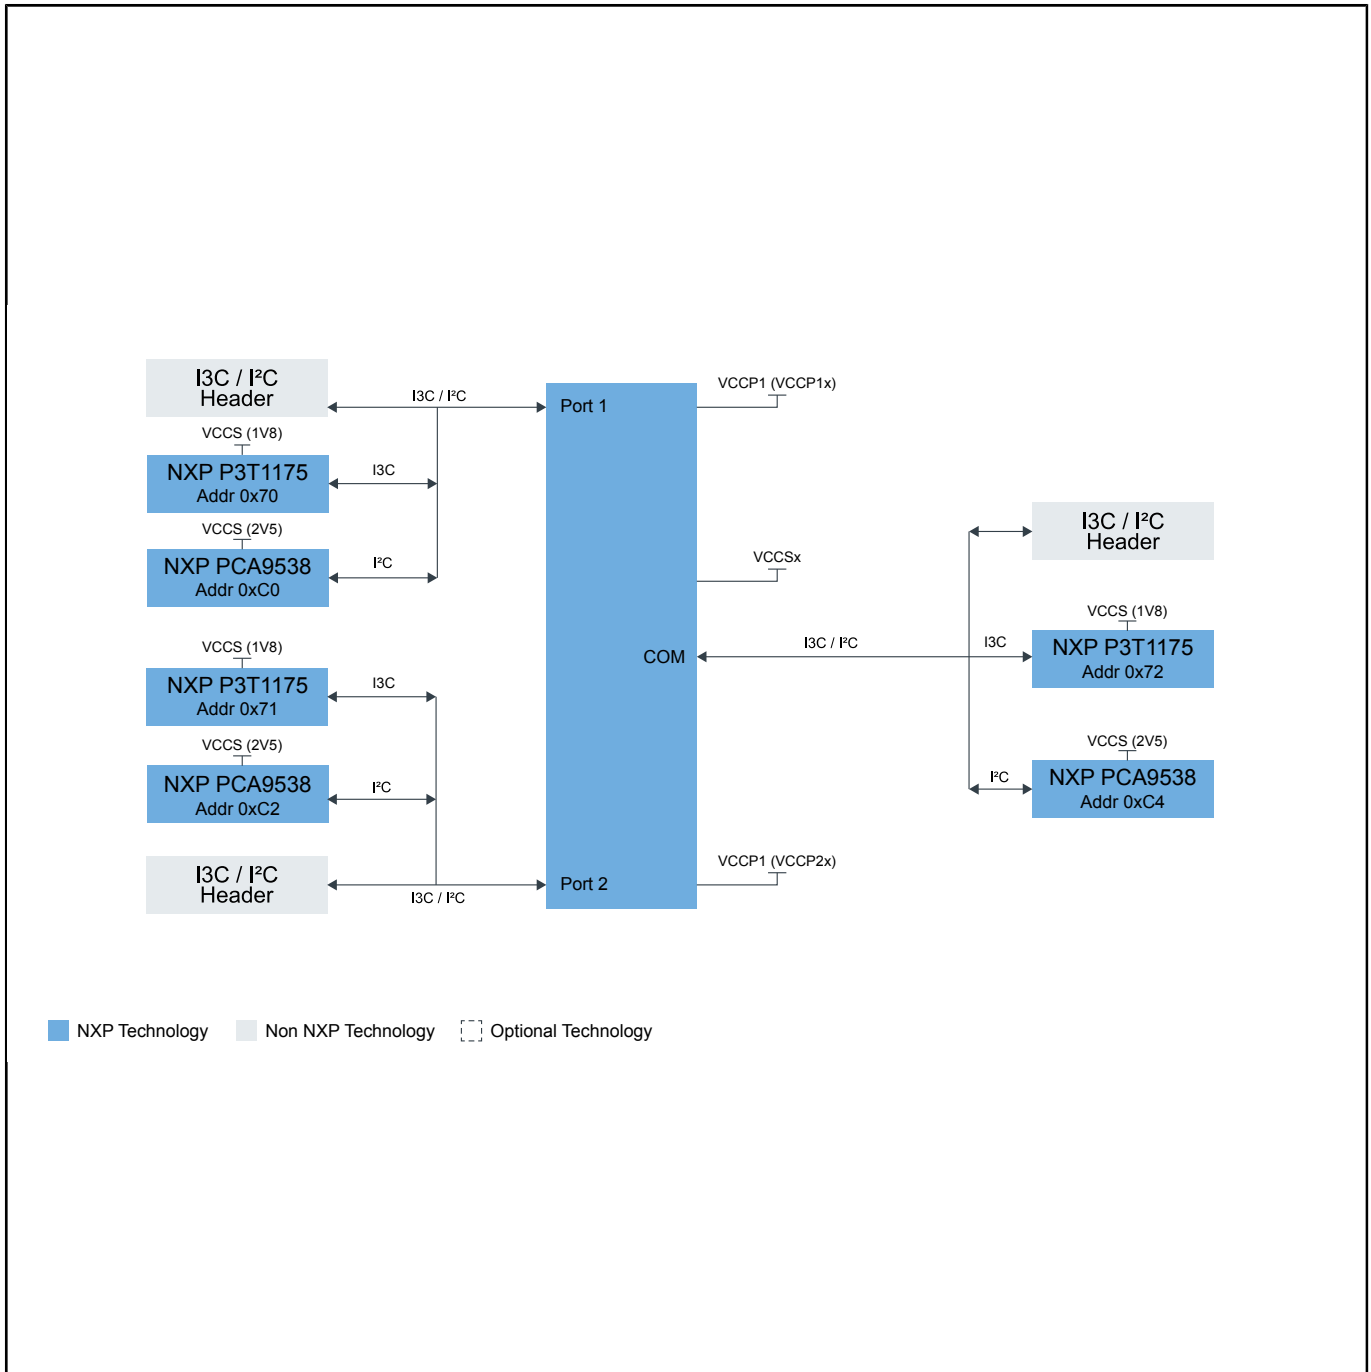 I3C / I²C
Header
VCCS (1V8)
NXP P3T1175
Addr 0x70
VCCS (2V5)
NXP PCA9538
Addr 0xC0
VCCS (1V8)
NXP P3T1175
Addr 0x71
VCCS (2V5)
NXP PCA9538
Addr 0xC2
I3C / I²C
Header
I3C / I²C
I3C
I²C
I3C
I²C
I3C / I²C
Port 1
COM
Port 2
VCCP1 (VCCP1x)
VCCSx
I3C / I²C
VCCP1 (VCCP2x)
I3C
I²C
I3C / I²C
Header
VCCS (1V8)
NXP P3T1175
Addr 0x72
VCCS (2V5)
NXP PCA9538
Addr 0xC4
NXP Technology
Non NXP Technology
Optional Technology